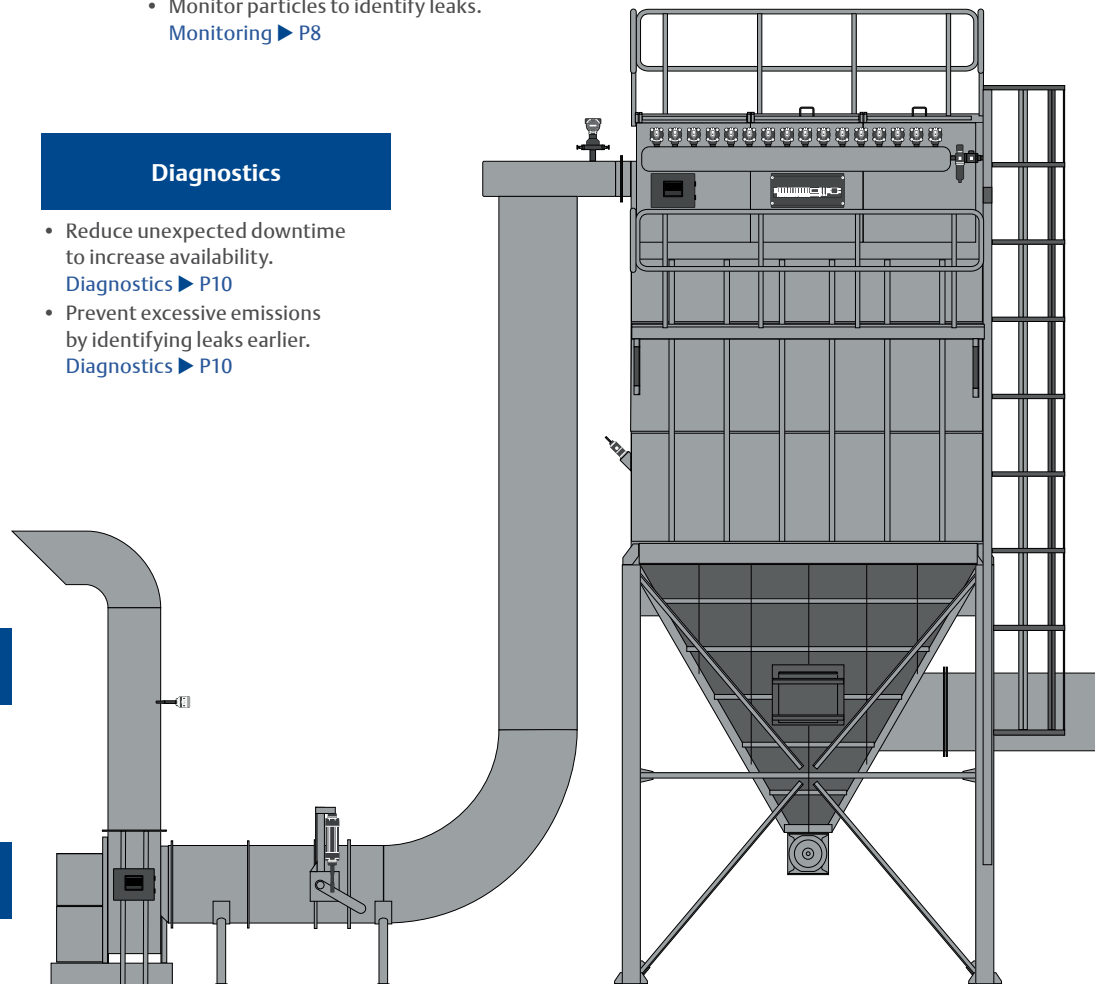 • Monitor particles to identify leaks.
Monitoring ▶ P8
Diagnostics
• Reduce unexpected downtime
to increase availability.
Diagnostics ▶ P10
• Prevent excessive emissions
by identifying leaks earlier.
Diagnostics ▶ P10